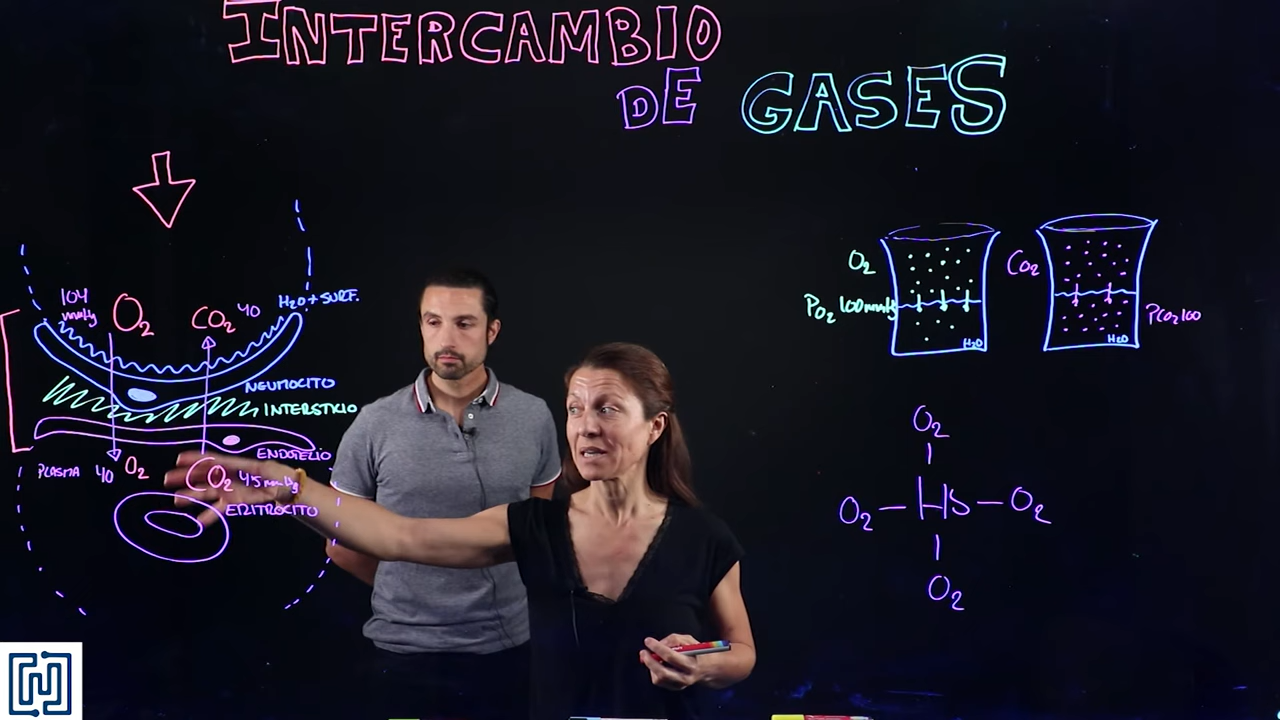 INTERCAMBIO
DE GASES
104
mmHg
O2
CO2 40
H2O + SURF.
NEUMOCITO
INTERSTICIO
ENDOTELIO
PLASMA 40 O2
CO2 45 mmHg
ERITROCITO
O2
PO2 100 mmHg
H2O
CO2
PCO2 100
H2O
O2
O2 – Hb – O2
O2